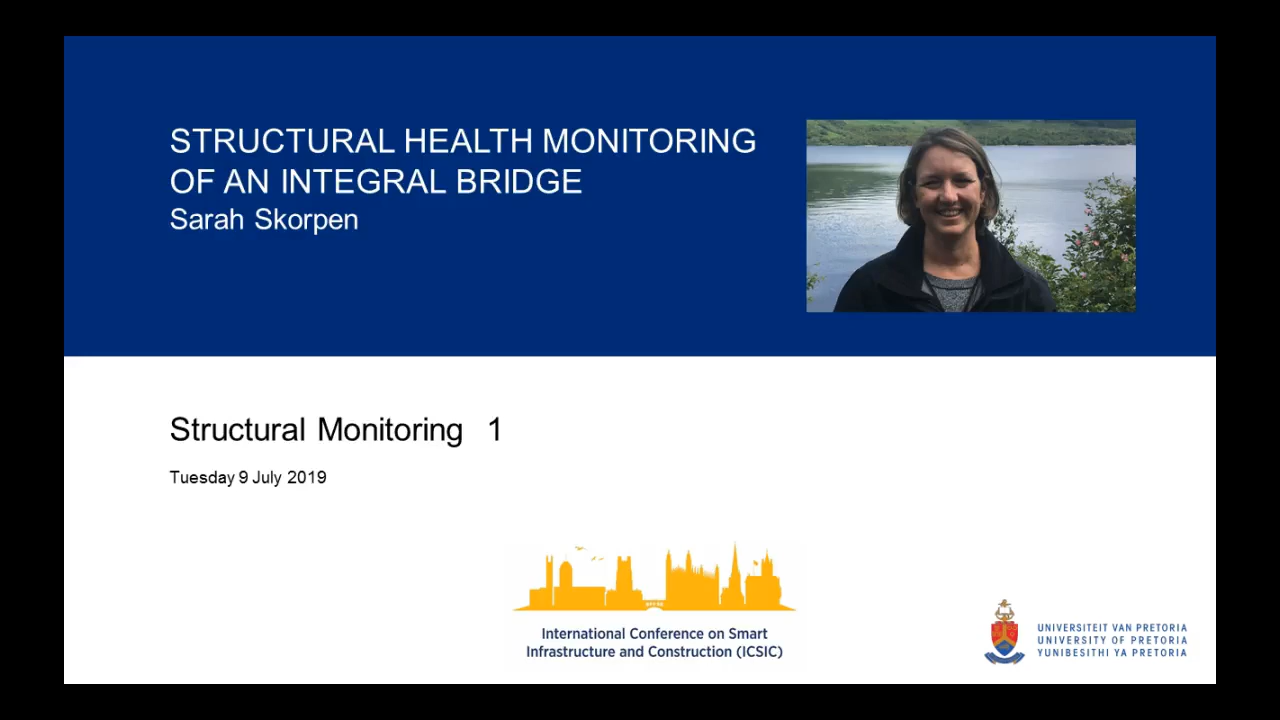 STRUCTURAL HEALTH MONITORING
OF AN INTEGRAL BRIDGE
Sarah Skorpen
Structural Monitoring 1
Tuesday 9 July 2019
International Conference on Smart
Infrastructure and Construction (ICSIC)
UNIVERSITEIT VAN PRETORIA
UNIVERSITY OF PRETORIA
YUNIBESITHI YA PRETORIA